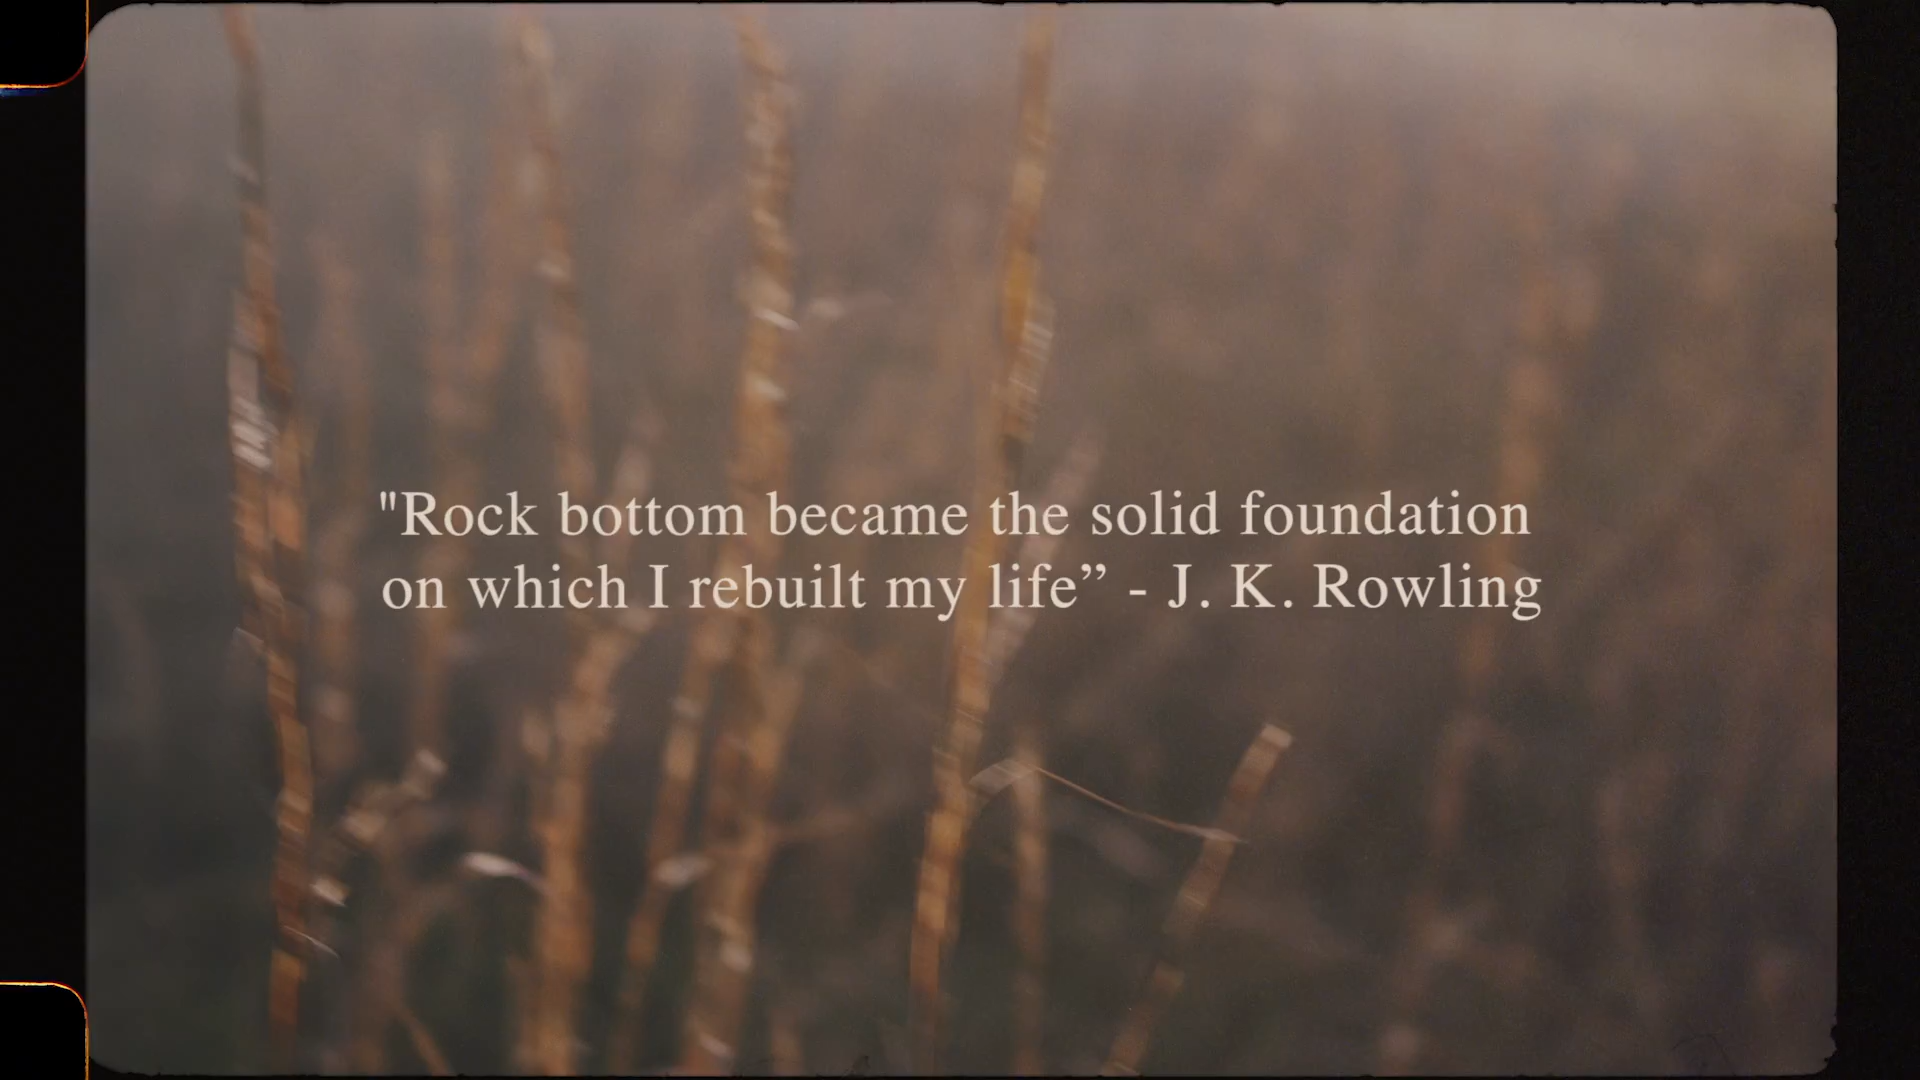 "Rock bottom became the solid foundation
on which I rebuilt my life” - J. K. Rowling